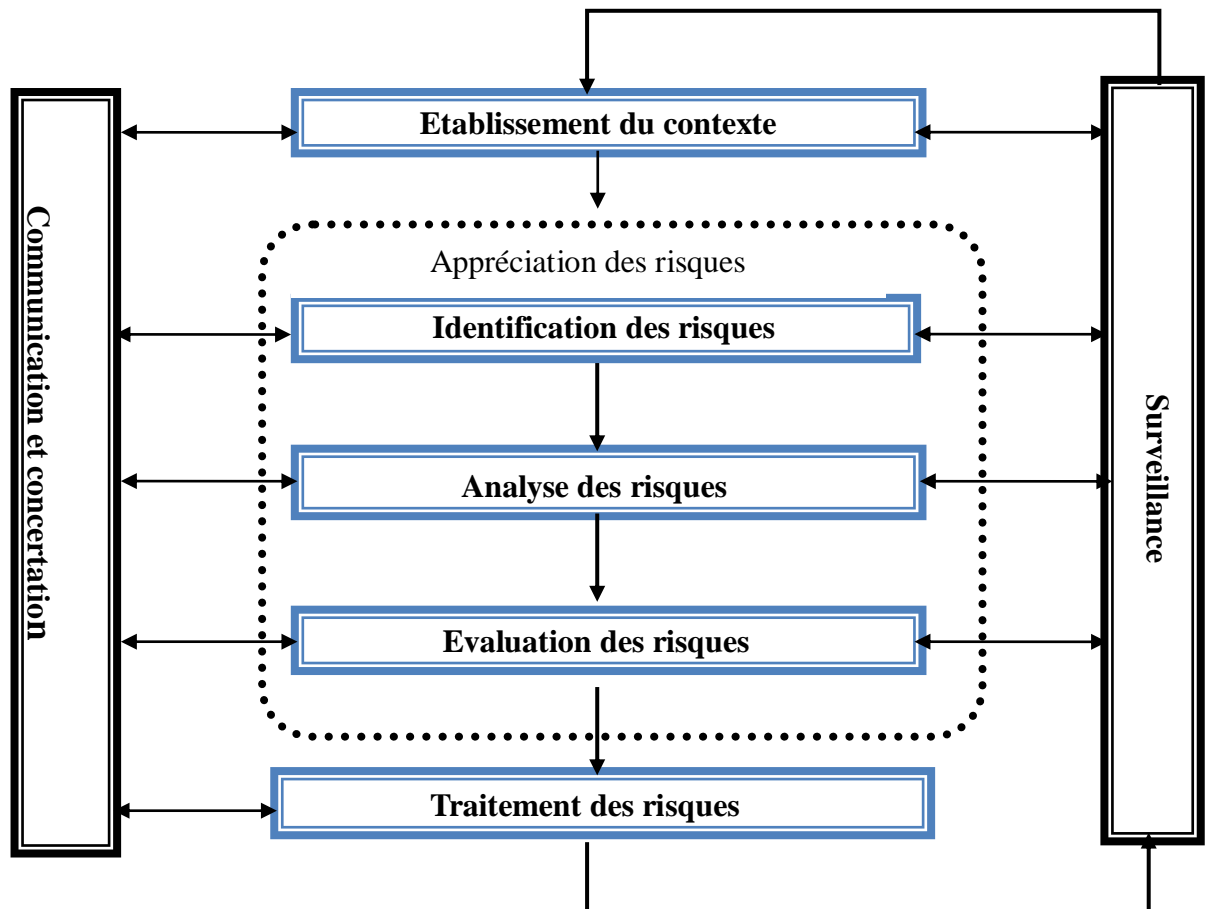 Etablissement du contexte
Communication et concertation
Appréciation des risques
Identification des risques
Analyse des risques
Evaluation des risques
Traitement des risques
Surveillance